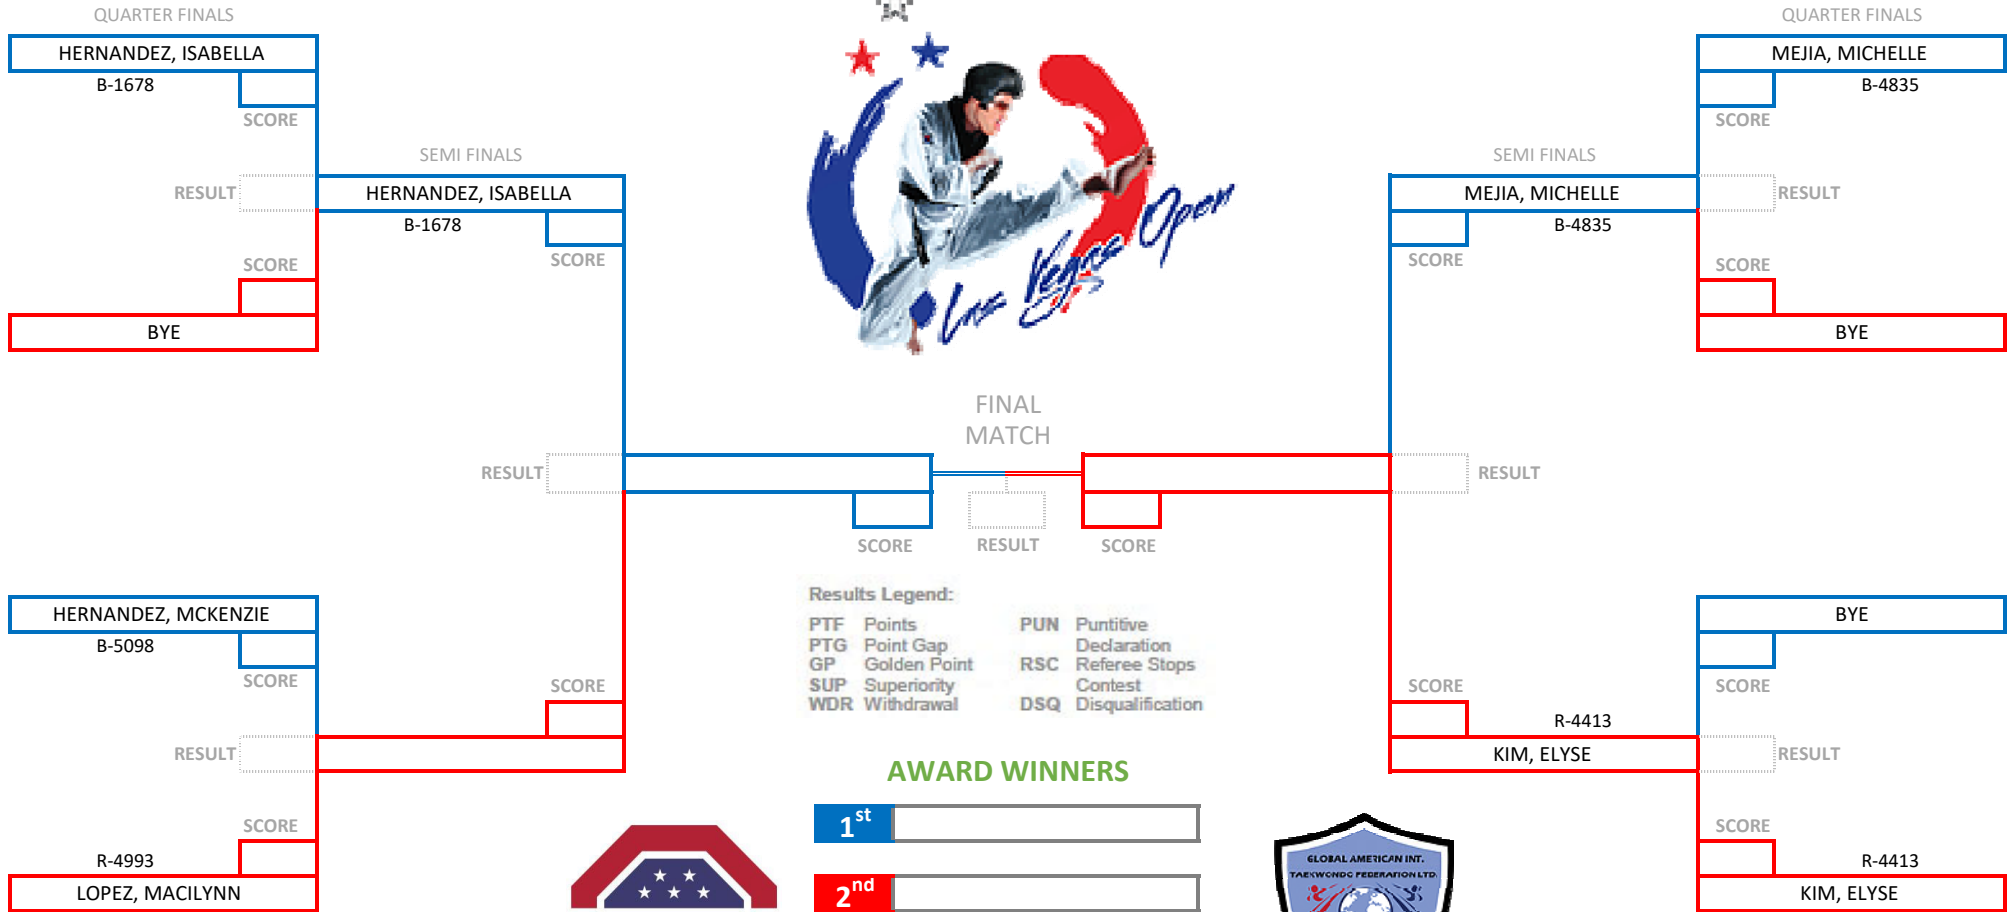 QUARTER FINALS
HERNANDEZ, ISABELLA
B-1678
SCORE
RESULT
SCORE
BYE
SEMI FINALS
HERNANDEZ, ISABELLA
B-1678
SCORE
HERNANDEZ, MCKENZIE
B-5098
SCORE
RESULT
SCORE
R-4993
LOPEZ, MACILYNN
SCORE
RESULT
Las Vegas Open
FINAL
MATCH
SCORE
RESULT
SCORE
Results Legend:
PTF Points
PTG Point Gap
GP Golden Point
SUP Superiority
WDR Withdrawal
PUN Puntitive
Declaration
RSC Referee Stops
Contest
DSQ Disqualification
AWARD WINNERS
1st
2nd
GLOBAL AMERICAN INT.
TAEKWONDO FEDERATION LTD.
QUARTER FINALS
MEJIA, MICHELLE
B-4835
SCORE
RESULT
SCORE
BYE
SEMI FINALS
MEJIA, MICHELLE
B-4835
SCORE
RESULT
SCORE
R-4413
KIM, ELYSE
BYE
SCORE
RESULT
SCORE
R-4413
KIM, ELYSE